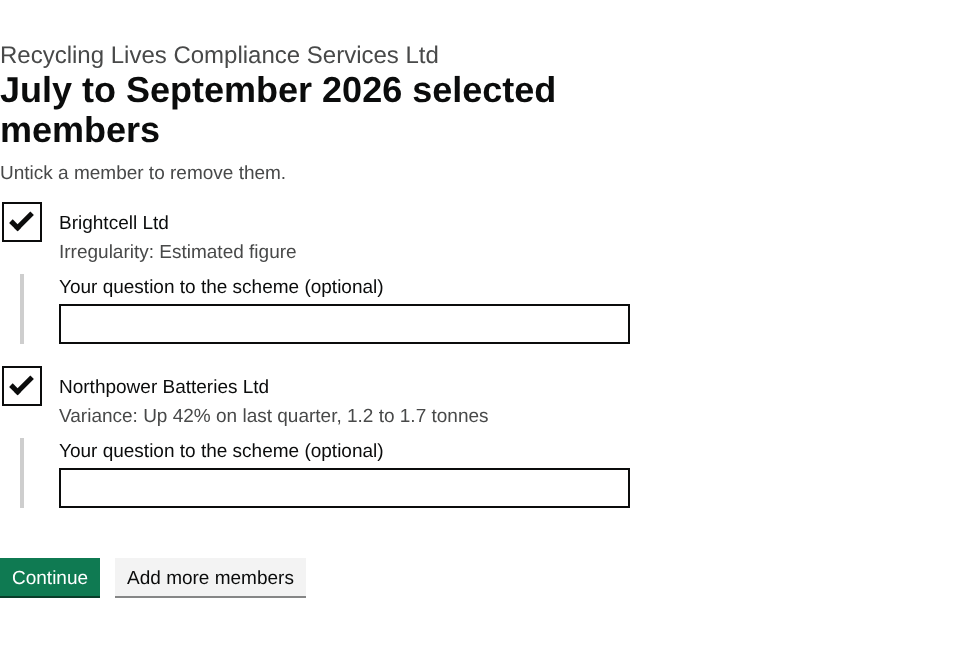 Recycling Lives Compliance Services Ltd
July to September 2026 selected
members
Untick a member to remove them.
Brightcell Ltd
Irregularity: Estimated figure
Your question to the scheme (optional)
Northpower Batteries Ltd
Variance: Up 42% on last quarter, 1.2 to 1.7 tonnes
Your question to the scheme (optional)
Continue
Add more members